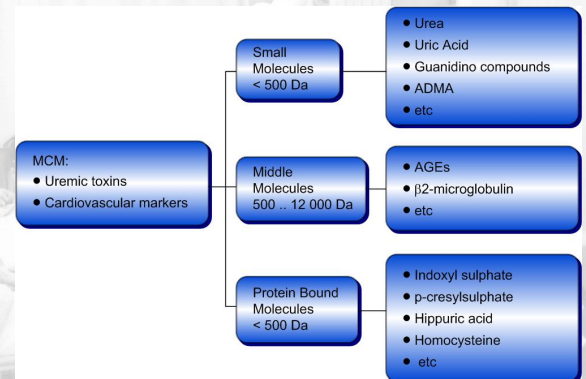 MCM:
● Uremic toxins
● Cardiovascular markers
Small
Molecules
< 500 Da
● Urea
● Uric Acid
● Guanidino compounds
● ADMA
● etc
Middle
Molecules
500 .. 12 000 Da
● AGEs
● β2-microglobulin
● etc
Protein Bound
Molecules
< 500 Da
● Indoxyl sulphate
● p-cresylsulphate
● Hippuric acid
● Homocysteine
● etc